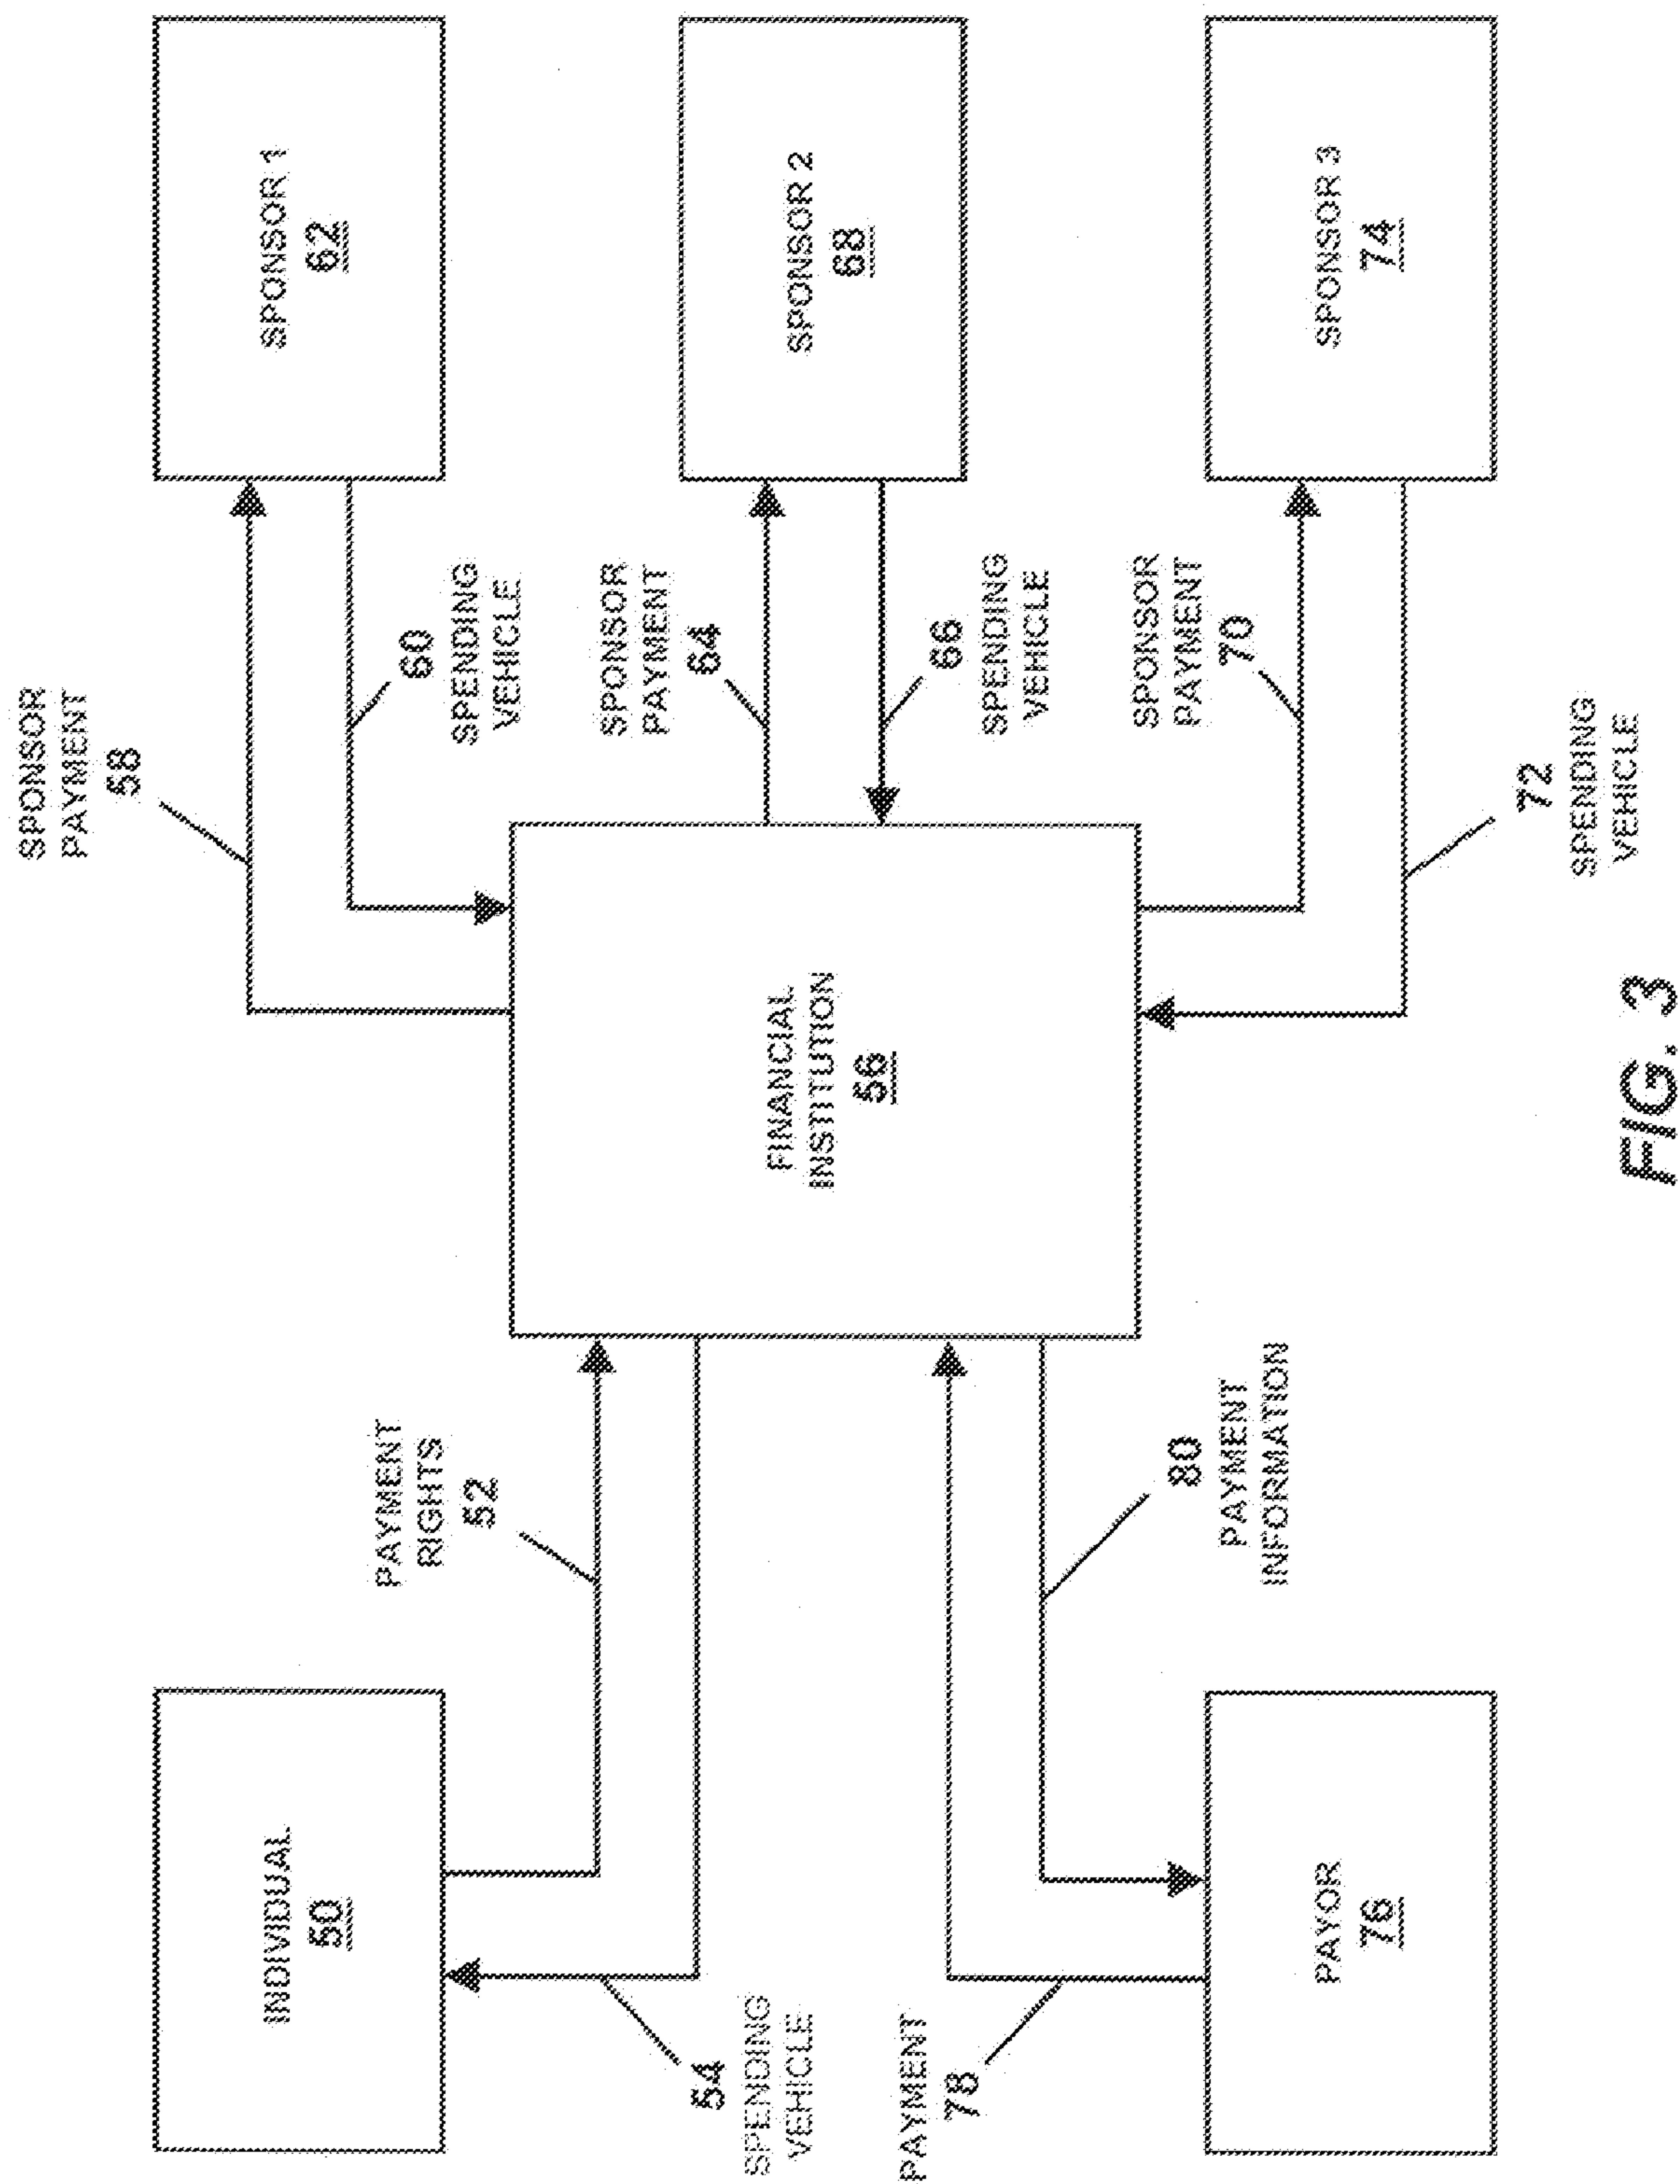 INDIVIDUAL
50
PAYMENT
RIGHTS
52
54
SPENDING
VEHICLE
PAYMENT
78
PAYOR
76
80
PAYMENT
INFORMATION
FINANCIAL
INSTITUTION
56
SPONSOR
PAYMENT
58
60
SPENDING
VEHICLE
SPONSOR 1
62
SPONSOR
PAYMENT
64
66
SPENDING
VEHICLE
SPONSOR 2
68
SPONSOR
PAYMENT
70
72
SPENDING
VEHICLE
SPONSOR 3
74
FIG. 3